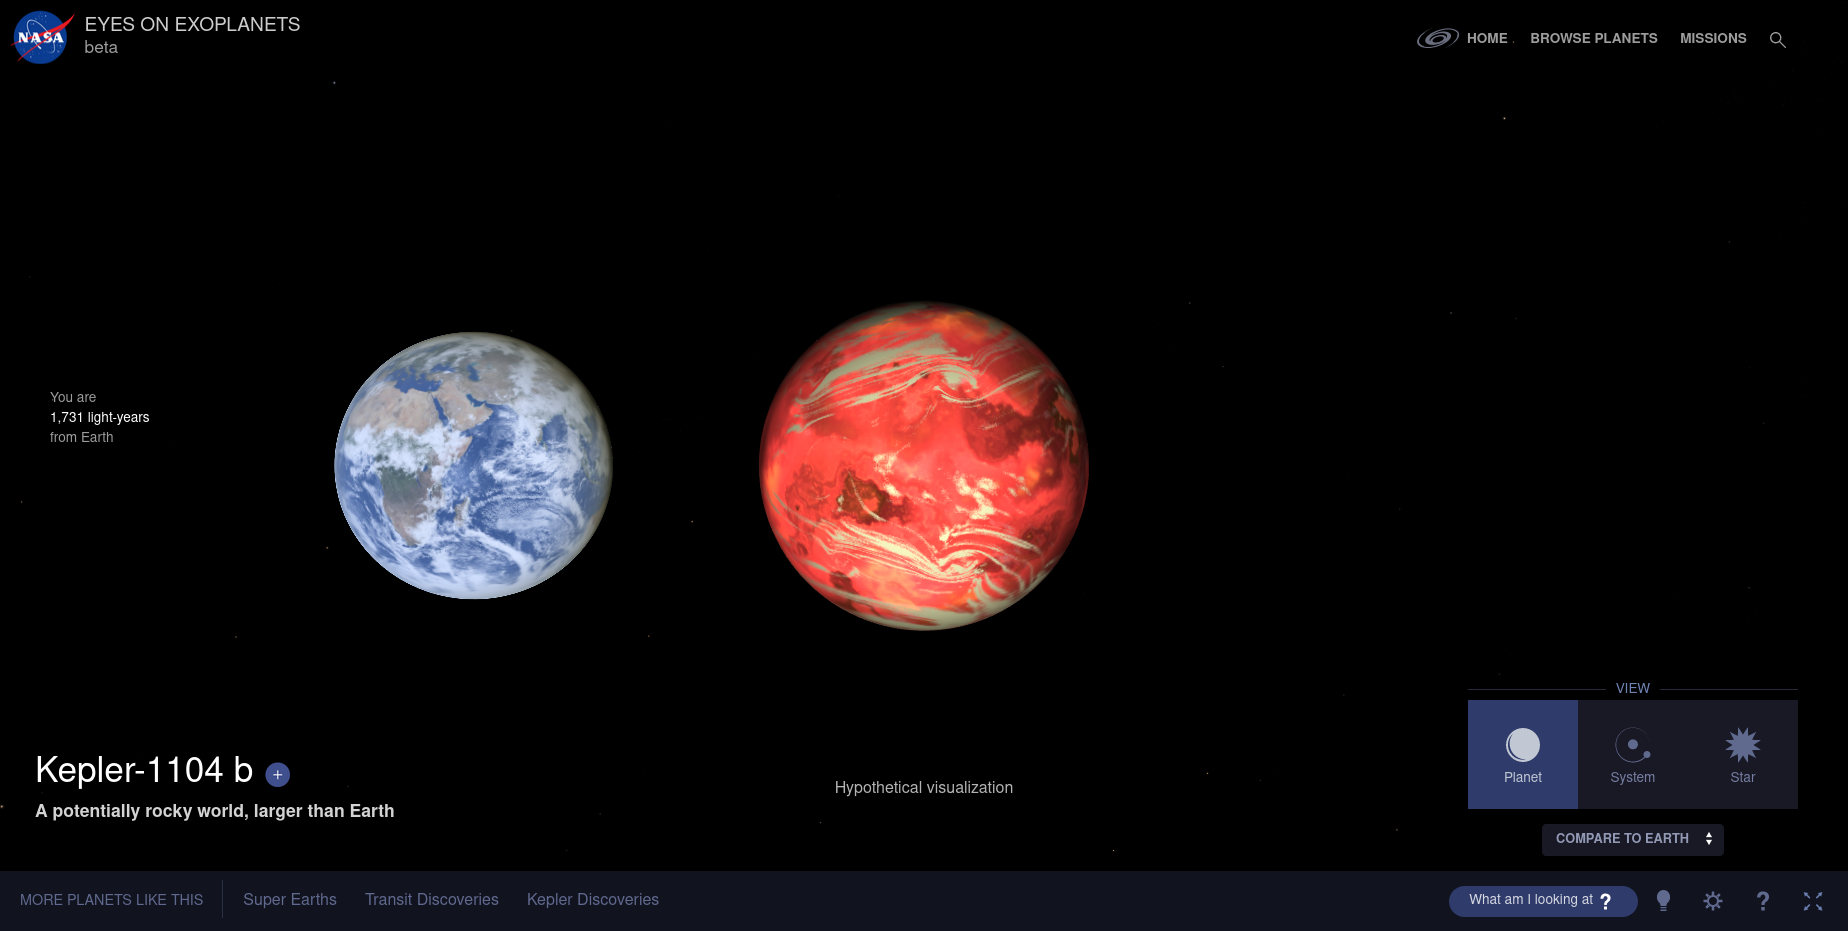 NASA
EYES ON EXOPLANETS
beta
HOME
BROWSE PLANETS
MISSIONS
You are
1,731 light-years
from Earth
Kepler-1104 b +
A potentially rocky world, larger than Earth
Hypothetical visualization
VIEW
Planet
System
Star
COMPARE TO EARTH
MORE PLANETS LIKE THIS
Super Earths
Transit Discoveries
Kepler Discoveries
What am I looking at ?
?